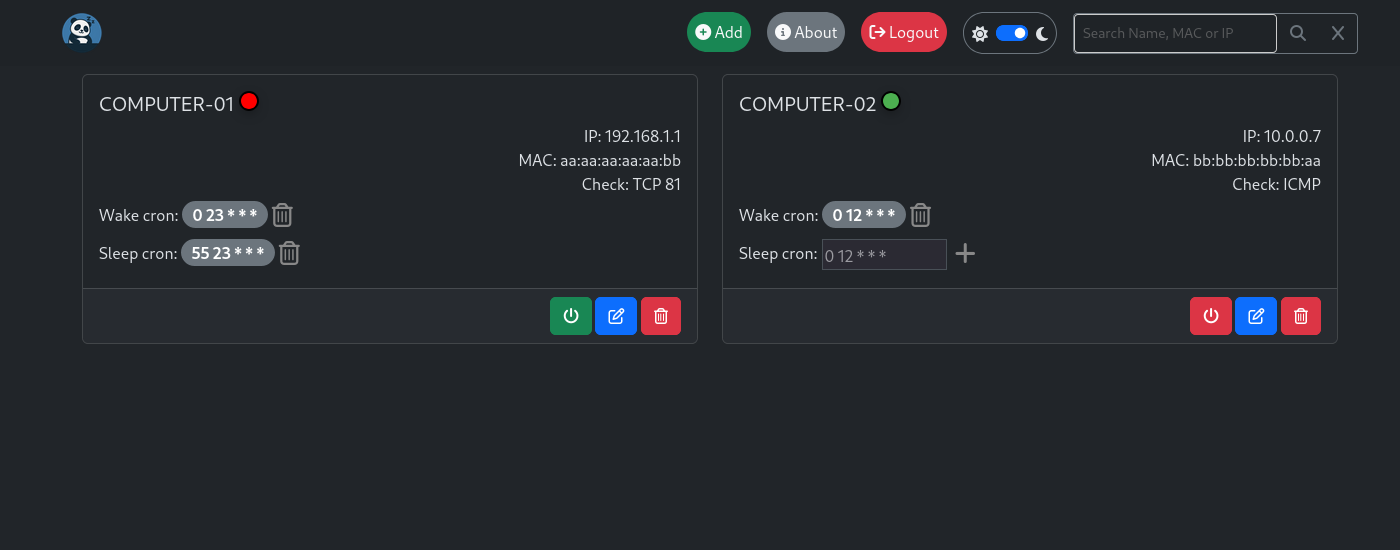 Add About Logout Search Name, MAC or IP
COMPUTER-01
IP: 192.168.1.1
MAC: aa:aa:aa:aa:aa:bb
Check: TCP 81
Wake cron: 0 23 * * *
Sleep cron: 55 23 * * *
COMPUTER-02
IP: 10.0.0.7
MAC: bb:bb:bb:bb:bb:aa
Check: ICMP
Wake cron: 0 12 * * *
Sleep cron: 0 12 * * *